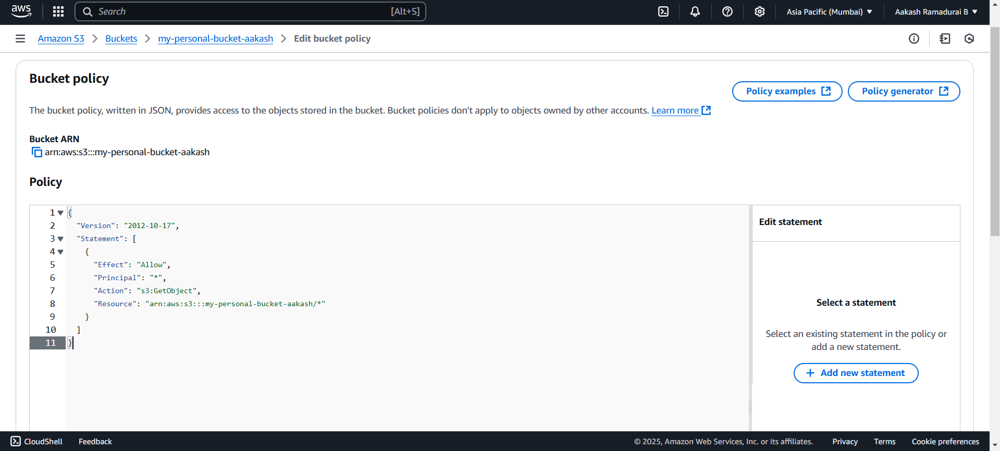 aws
Search [Alt+S]
Asia Pacific (Mumbai)
Aakash Ramadurai B
Amazon S3
Buckets
my-personal-bucket-aakash
Edit bucket policy
Bucket policy
Policy examples
Policy generator
The bucket policy, written in JSON, provides access to the objects stored in the bucket. Bucket policies don't apply to objects owned by other accounts. Learn more
Bucket ARN
arn:aws:s3:::my-personal-bucket-aakash
Policy
1 {
2 "Version": "2012-10-17",
3 "Statement": [
4 {
5 "Effect": "Allow",
6 "Principal": "*",
7 "Action": "s3:GetObject",
8 "Resource": "arn:aws:s3:::my-personal-bucket-aakash/*"
9 }
10 ]
11 }
Edit statement
Select a statement
Select an existing statement in the policy or
add a new statement.
+ Add new statement
CloudShell
Feedback
© 2025, Amazon Web Services, Inc. or its affiliates.
Privacy
Terms
Cookie preferences